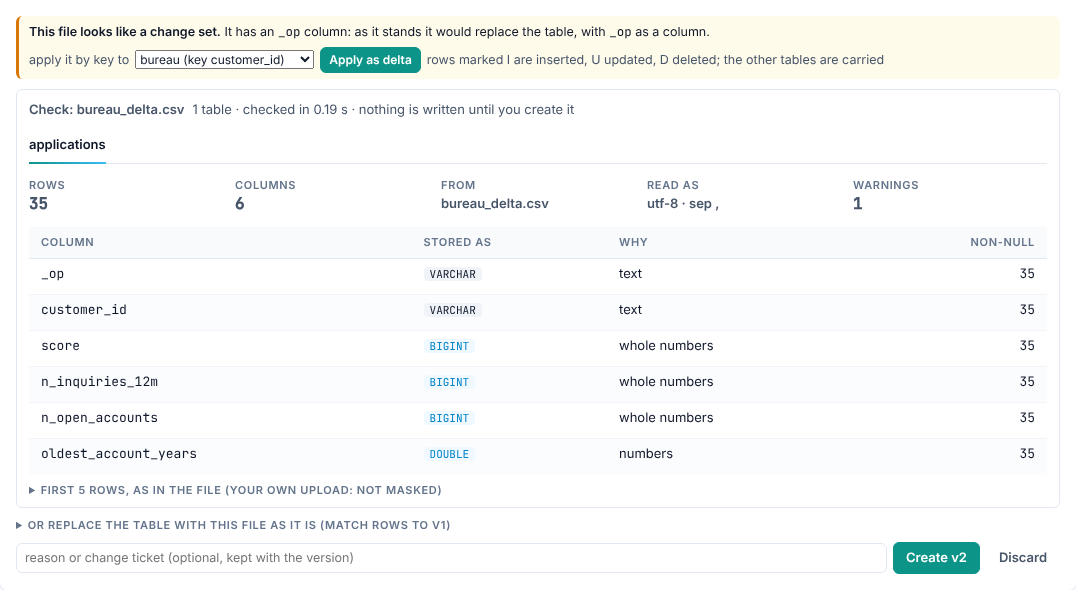 This file looks like a change set. It has an _op column: as it stands it would replace the table, with _op as a column.
apply it by key to bureau (key customer_id) Apply as delta rows marked I are inserted, U updated, D deleted; the other tables are carried
Check: bureau_delta.csv 1 table · checked in 0.19 s · nothing is written until you create it
applications
ROWS COLUMNS FROM READ AS WARNINGS
35 6 bureau_delta.csv utf-8 · sep , 1
COLUMN STORED AS WHY NON-NULL
_op VARCHAR text 35
customer_id VARCHAR text 35
score BIGINT whole numbers 35
n_inquiries_12m BIGINT whole numbers 35
n_open_accounts BIGINT whole numbers 35
oldest_account_years DOUBLE numbers 35
FIRST 5 ROWS, AS IN THE FILE (YOUR OWN UPLOAD: NOT MASKED)
OR REPLACE THE TABLE WITH THIS FILE AS IT IS (MATCH ROWS TO V1)
reason or change ticket (optional, kept with the version) Create v2 Discard